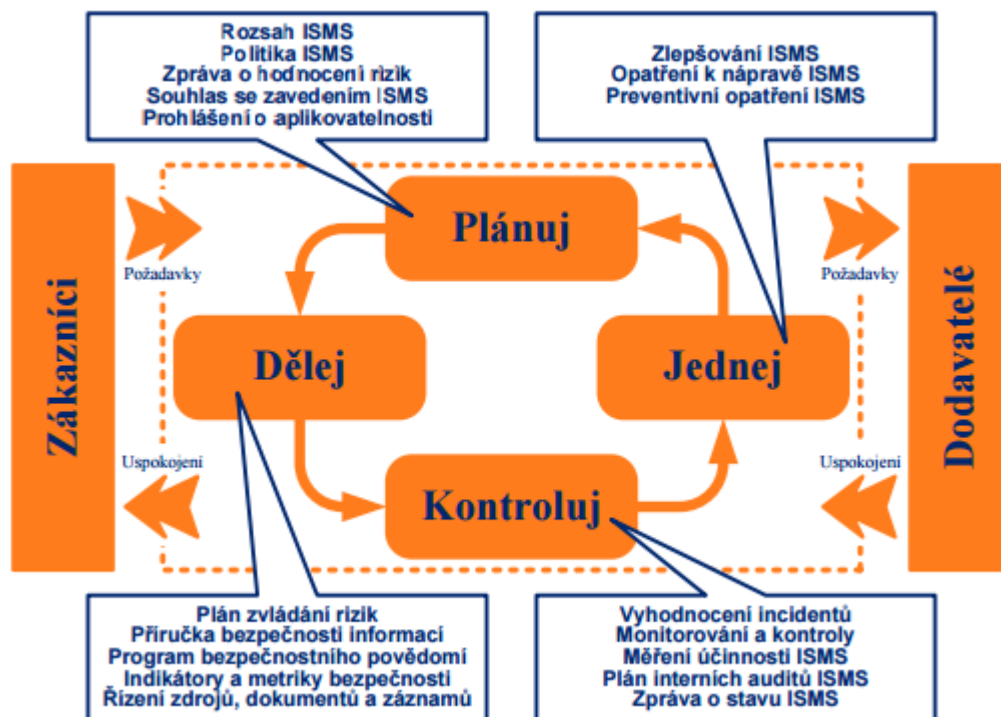 Rozsah ISMS
Politika ISMS
Zpráva o hodnocení rizik
Souhlas se zavedením ISMS
Prohlášení o aplikovatelnosti
Zlepšování ISMS
Opatření k nápravě ISMS
Preventivní opatření ISMS
Zákazníci
Požadavky
Plánuj
Požadavky
Dodavatelé
Dělej
Jednej
Uspokojení
Kontroluj
Uspokojení
Plán zvládání rizik
Příručka bezpečnosti informací
Program bezpečnostního povědomí
Indikátory a metriky bezpečnosti
Řízení zdrojů, dokumentů a záznamů
Vyhodnocení incidentů
Monitorování a kontroly
Měření účinnosti ISMS
Plán interních auditů ISMS
Zpráva o stavu ISMS